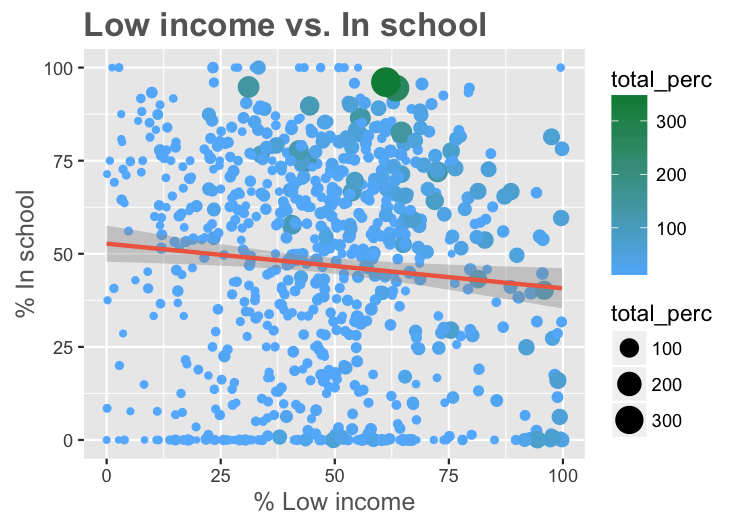 Low income vs. In school
100
75
50
25
0
% In school
0 25 50 75 100
% Low income
total_perc
300
200
100
total_perc
100
200
300